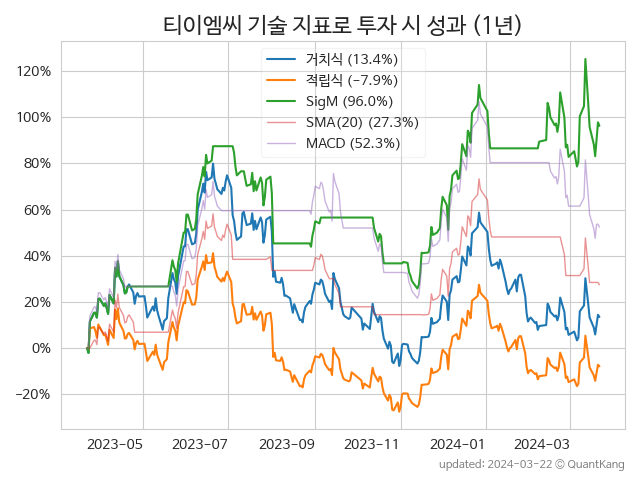 티이엠씨 기술 지표로 투자 시 성과 (1년)
거치식 (13.4%)
적립식 (-7.9%)
SigM (96.0%)
SMA(20) (27.3%)
MACD (52.3%)
120%
100%
80%
60%
40%
20%
0%
-20%
2023-05
2023-07
2023-09
2023-11
2024-01
2024-03
updated: 2024-03-22 © QuantKang